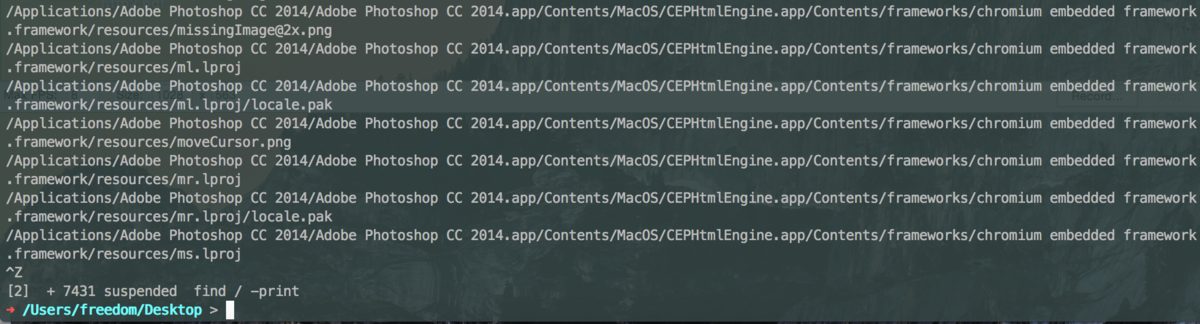 /Applications/Adobe Photoshop CC 2014/Adobe Photoshop CC 2014.app/Contents/MacOS/CEPHtmlEngine.app/Contents/frameworks/chromium embedded framework
.framework/resources/missingImage@2x.png
/Applications/Adobe Photoshop CC 2014/Adobe Photoshop CC 2014.app/Contents/MacOS/CEPHtmlEngine.app/Contents/frameworks/chromium embedded framework
.framework/resources/ml.lproj
/Applications/Adobe Photoshop CC 2014/Adobe Photoshop CC 2014.app/Contents/MacOS/CEPHtmlEngine.app/Contents/frameworks/chromium embedded framework
.framework/resources/ml.lproj/locale.pak
/Applications/Adobe Photoshop CC 2014/Adobe Photoshop CC 2014.app/Contents/MacOS/CEPHtmlEngine.app/Contents/frameworks/chromium embedded framework
.framework/resources/moveCursor.png
/Applications/Adobe Photoshop CC 2014/Adobe Photoshop CC 2014.app/Contents/MacOS/CEPHtmlEngine.app/Contents/frameworks/chromium embedded framework
.framework/resources/mr.lproj
/Applications/Adobe Photoshop CC 2014/Adobe Photoshop CC 2014.app/Contents/MacOS/CEPHtmlEngine.app/Contents/frameworks/chromium embedded framework
.framework/resources/mr.lproj/locale.pak
/Applications/Adobe Photoshop CC 2014/Adobe Photoshop CC 2014.app/Contents/MacOS/CEPHtmlEngine.app/Contents/frameworks/chromium embedded framework
.framework/resources/ms.lproj
^Z
[2]  + 7431 suspended  find / -print
➜ /Users/freedom/Desktop >